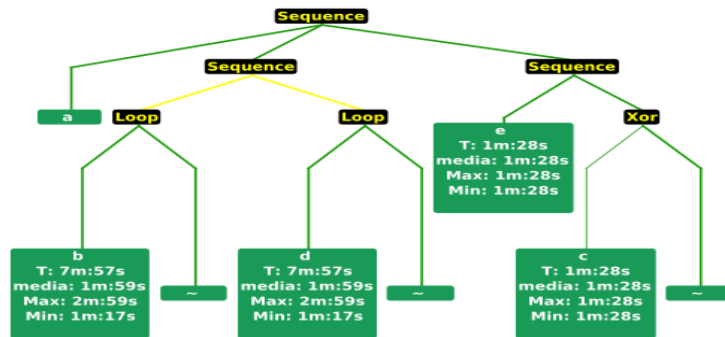 Sequence
Sequence
Sequence
a
Loop
Loop
e
T: 1m:28s
media: 1m:28s
Max: 1m:28s
Min: 1m:28s
Xor
b
T: 7m:57s
media: 1m:59s
Max: 2m:59s
Min: 1m:17s
~
d
T: 7m:57s
media: 1m:59s
Max: 2m:59s
Min: 1m:17s
~
c
T: 1m:28s
media: 1m:28s
Max: 1m:28s
Min: 1m:28s
~